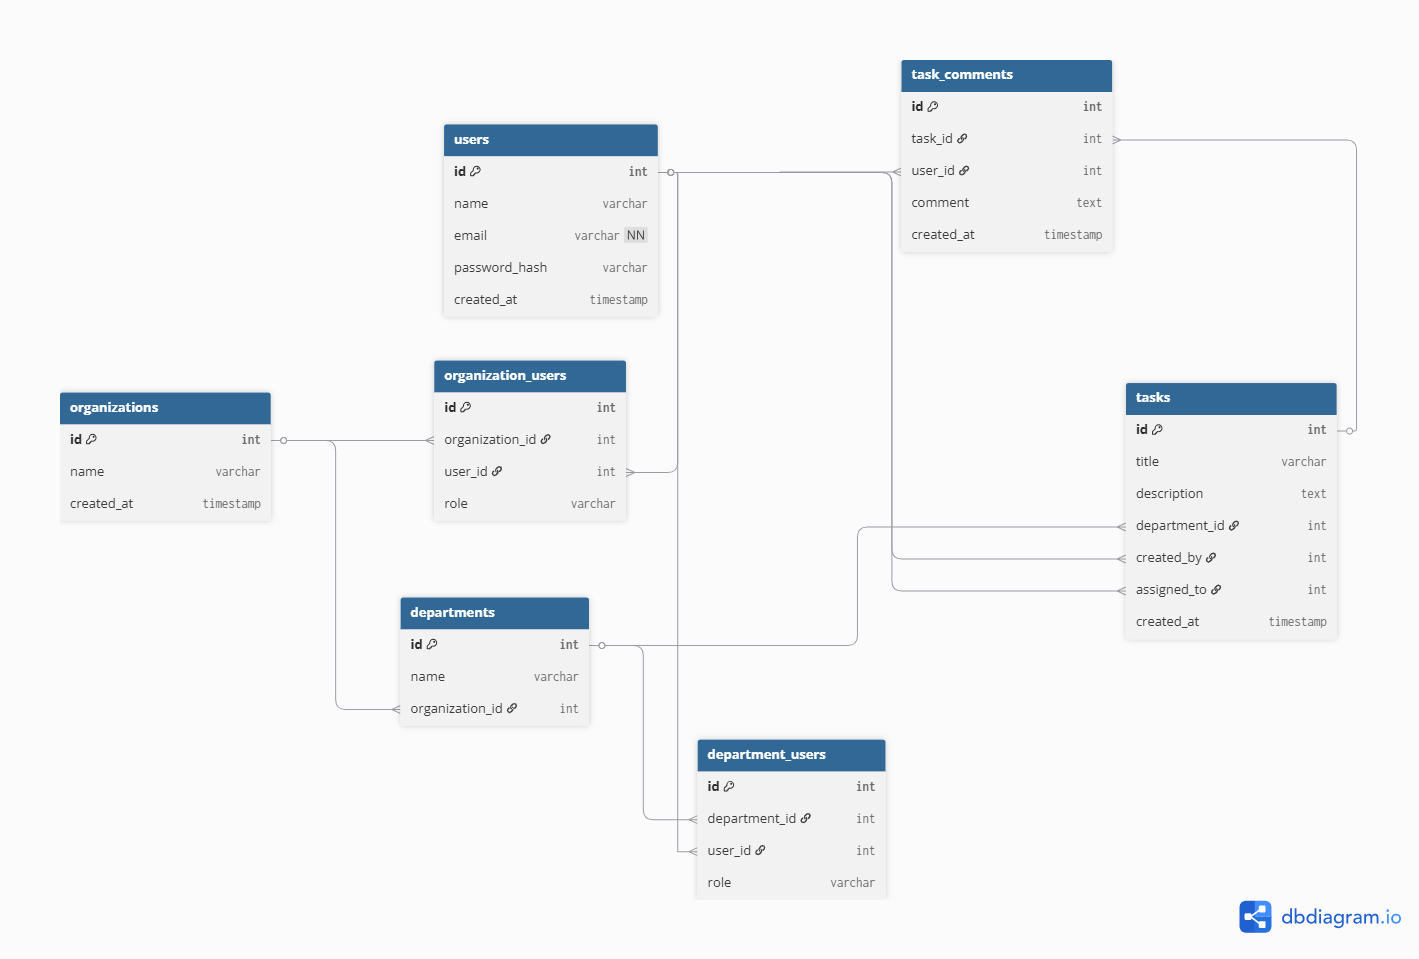 task_comments
id int
task_id int
user_id int
comment text
created_at timestamp
users
id int
name varchar
email varchar NN
password_hash varchar
created_at timestamp
organization_users
id int
organization_id int
user_id int
role varchar
organizations
id int
name varchar
created_at timestamp
tasks
id int
title varchar
description text
department_id int
created_by int
assigned_to int
created_at timestamp
departments
id int
name varchar
organization_id int
department_users
id int
department_id int
user_id int
role varchar
dbdiagram.io